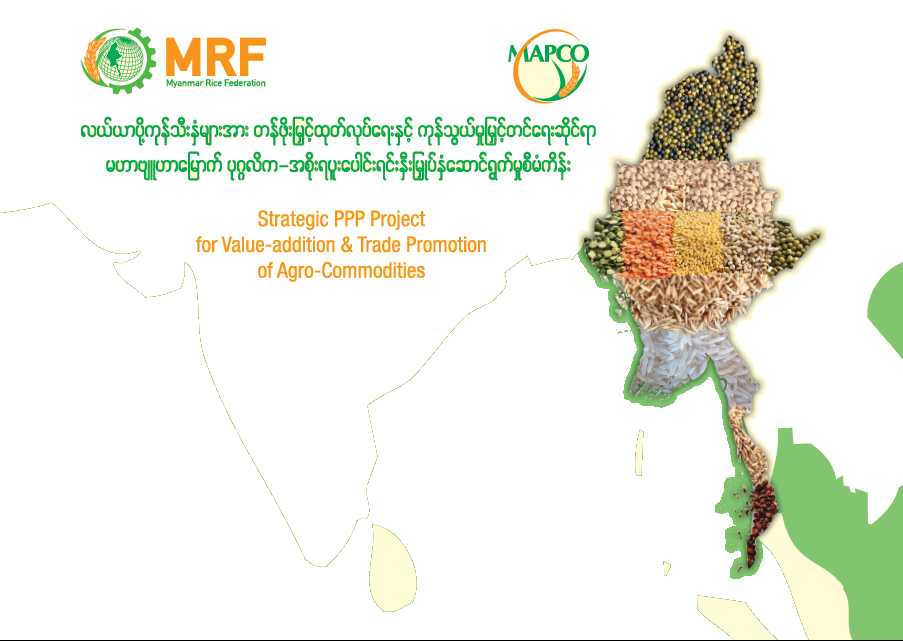 MRF
Myanmar Rice Federation
MAPCO
လယ်ယာပို့ကုန်သီးနှံများအား တန်ဖိုးမြှင့်ထုတ်လုပ်ရေးနှင့် ကုန်သွယ်မှုမြှင့်တင်ရေးဆိုင်ရာ
မဟာဗျူဟာမြောက် ပုဂ္ဂလိက-အစိုးရပူးပေါင်းရင်းနှီးမြှုပ်နှံဆောင်ရွက်မှုစီမံကိန်း
Strategic PPP Project
for Value-addition & Trade Promotion
of Agro-Commodities